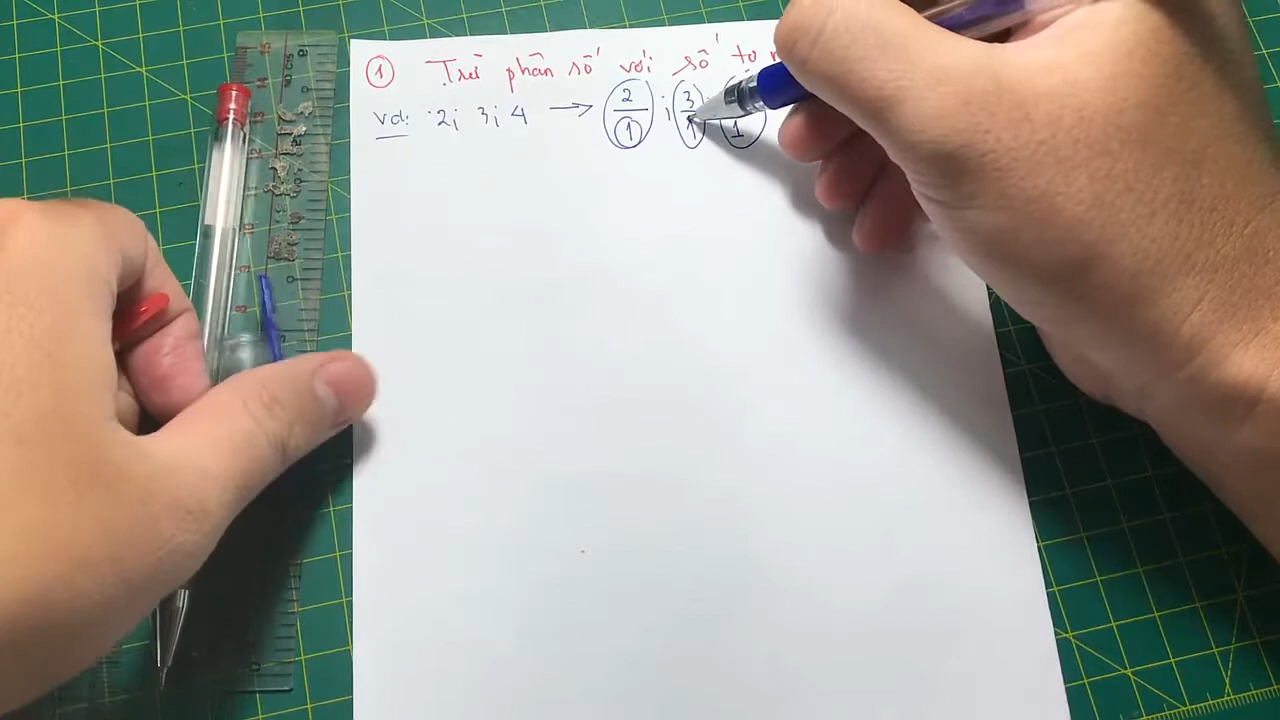 ① Trừ phân số với số tự
vd: 2; 3; 4 → 2/1 ; 3/1 1